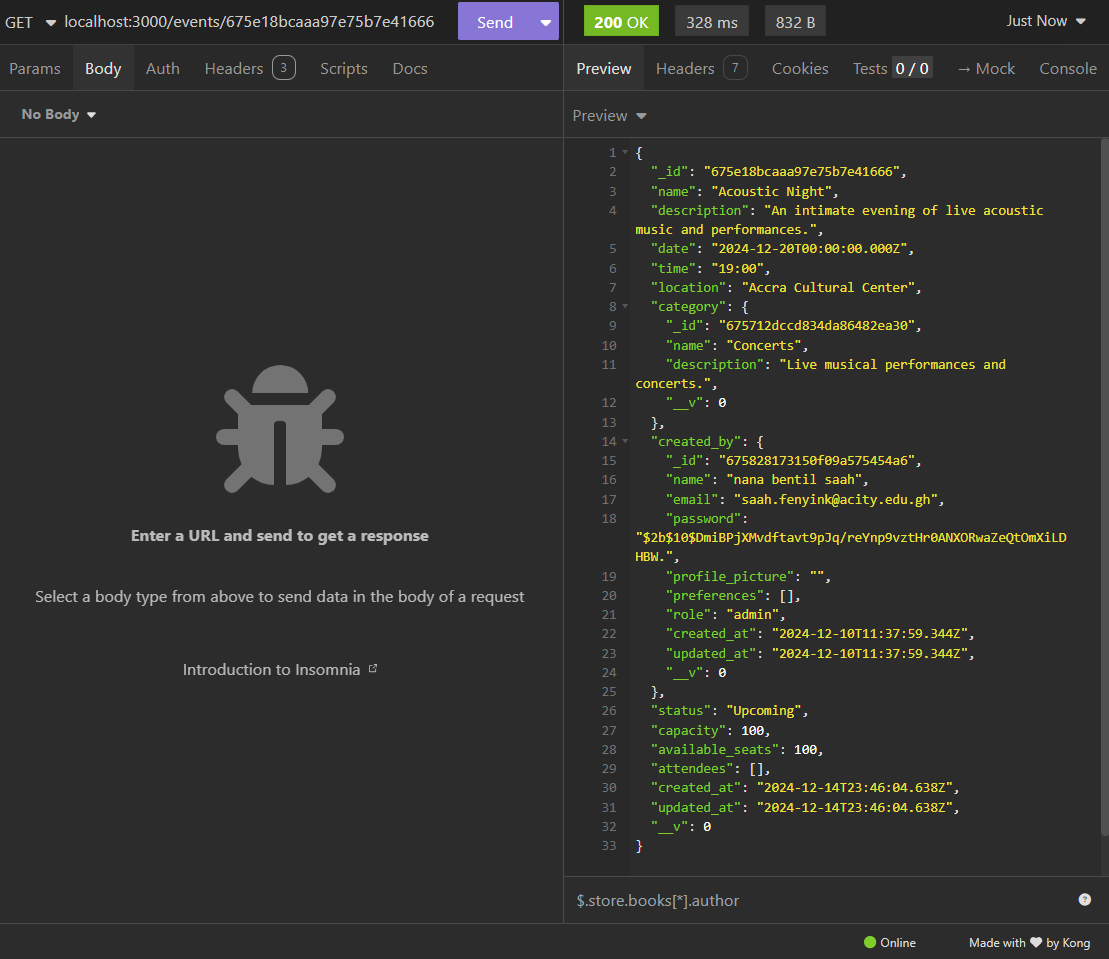 GET localhost:3000/events/675e18bcaaa97e75b7e41666 Send
200 OK 328 ms 832 B Just Now
Params Body Auth Headers 3 Scripts Docs
Preview Headers 7 Cookies Tests 0 / 0 → Mock Console
No Body
Preview
Enter a URL and send to get a response
Select a body type from above to send data in the body of a request
Introduction to Insomnia
1 {
2 "_id": "675e18bcaaa97e75b7e41666",
3 "name": "Acoustic Night",
4 "description": "An intimate evening of live acoustic
music and performances.",
5 "date": "2024-12-20T00:00:00.000Z",
6 "time": "19:00",
7 "location": "Accra Cultural Center",
8 "category": {
9 "_id": "675712dccd834da86482ea30",
10 "name": "Concerts",
11 "description": "Live musical performances and
concerts.",
12 "__v": 0
13 },
14 "created_by": {
15 "_id": "675828173150f09a575454a6",
16 "name": "nana bentil saah",
17 "email": "saah.fenyink@acity.edu.gh",
18 "password":
"$2b$10$DmiBPjXMvdftavt9pJq/reYnp9vztHr0ANXORwaZeQtOmXiLD
HBW.",
19 "profile_picture": "",
20 "preferences": [],
21 "role": "admin",
22 "created_at": "2024-12-10T11:37:59.344Z",
23 "updated_at": "2024-12-10T11:37:59.344Z",
24 "__v": 0
25 },
26 "status": "Upcoming",
27 "capacity": 100,
28 "available_seats": 100,
29 "attendees": [],
30 "created_at": "2024-12-14T23:46:04.638Z",
31 "updated_at": "2024-12-14T23:46:04.638Z",
32 "__v": 0
33 }
$.store.books[*].author
Online Made with ♥ by Kong